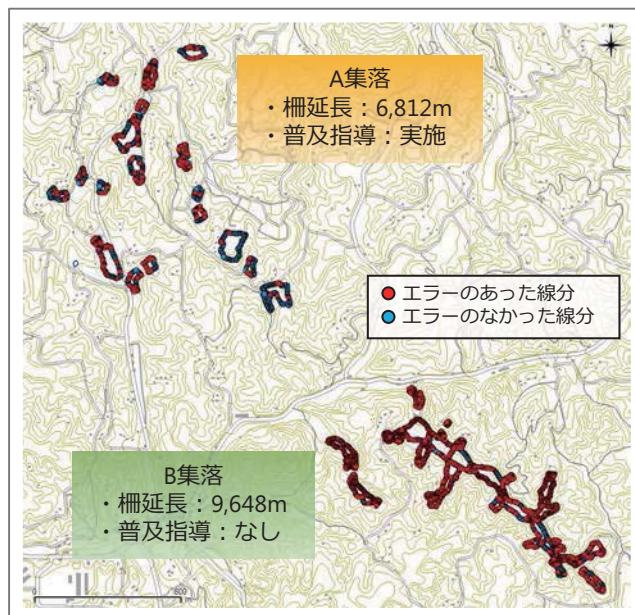 N
A集落
・柵延長：6,812m
・普及指導：実施
エラーのあった線分
エラーのなかった線分
B集落
・柵延長：9,648m
・普及指導：なし
0
600